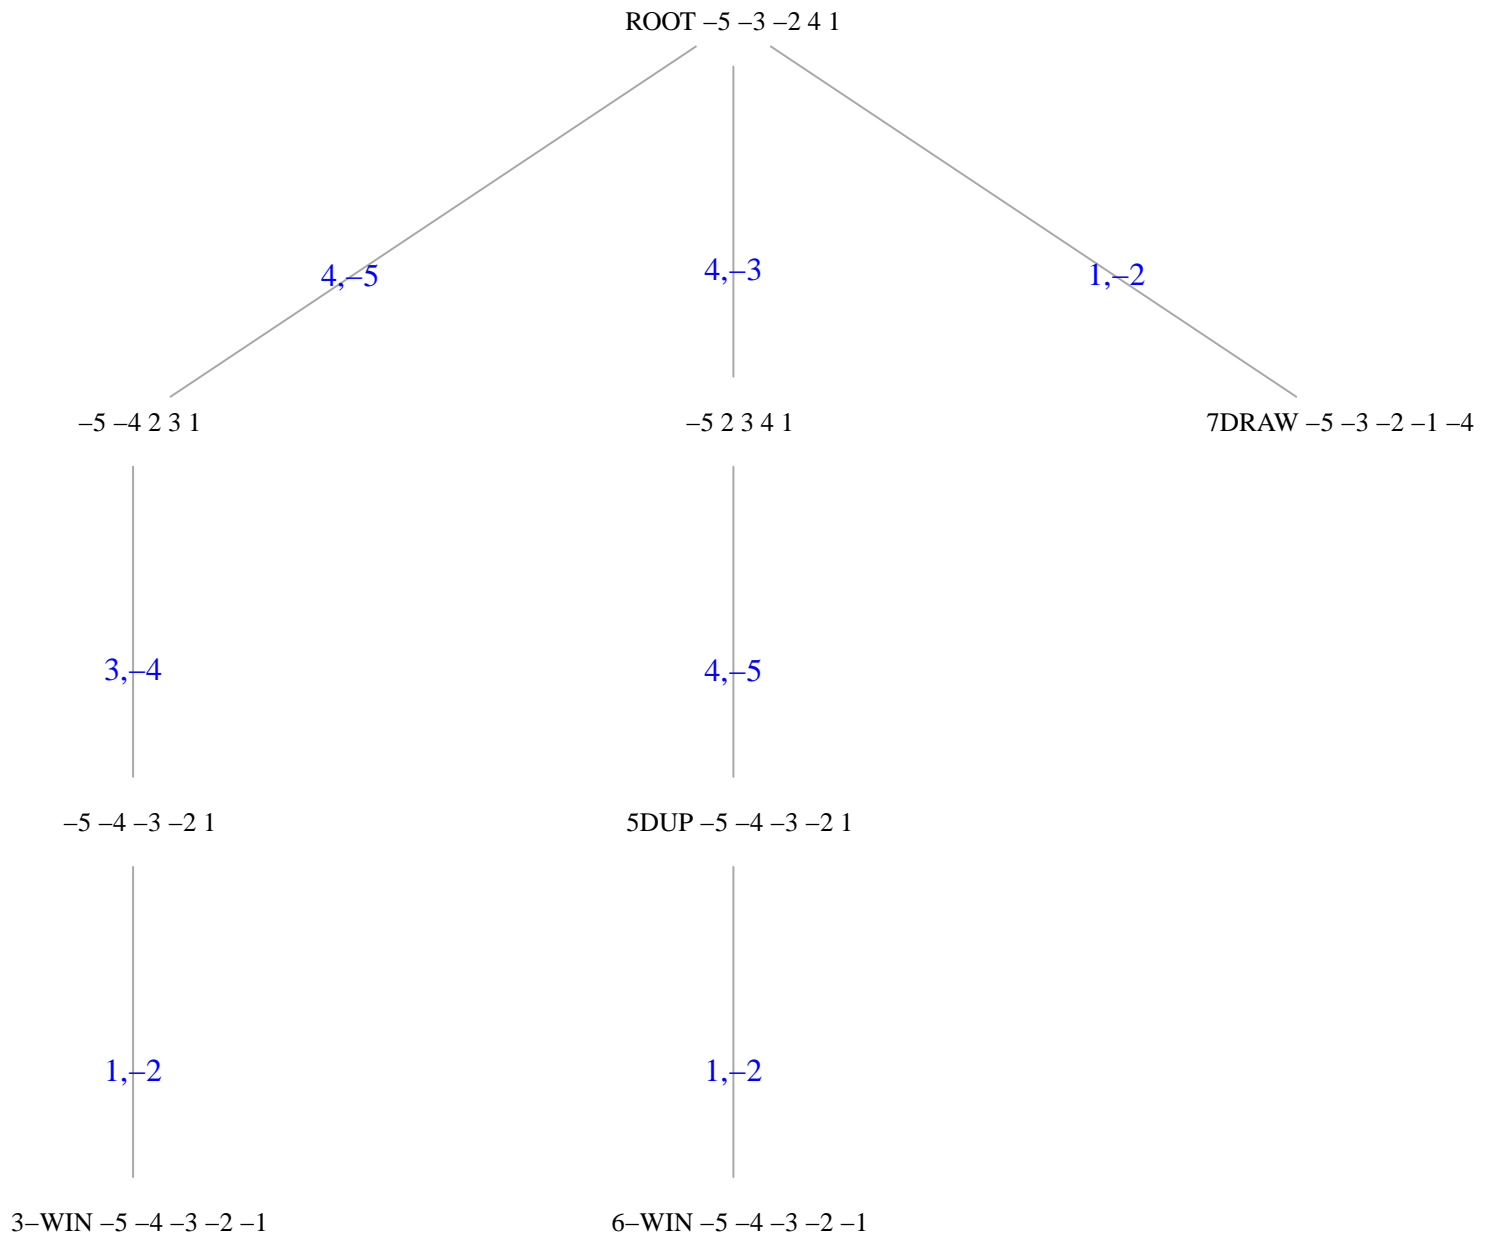 ROOT –5 –3 –2 4 1
4,–5
4,–3
1,–2
–5 –4 2 3 1
–5 2 3 4 1
7DRAW –5 –3 –2 –1 –4
3,–4
4,–5
–5 –4 –3 –2 1
5DUP –5 –4 –3 –2 1
1,–2
1,–2
3–WIN –5 –4 –3 –2 –1
6–WIN –5 –4 –3 –2 –1